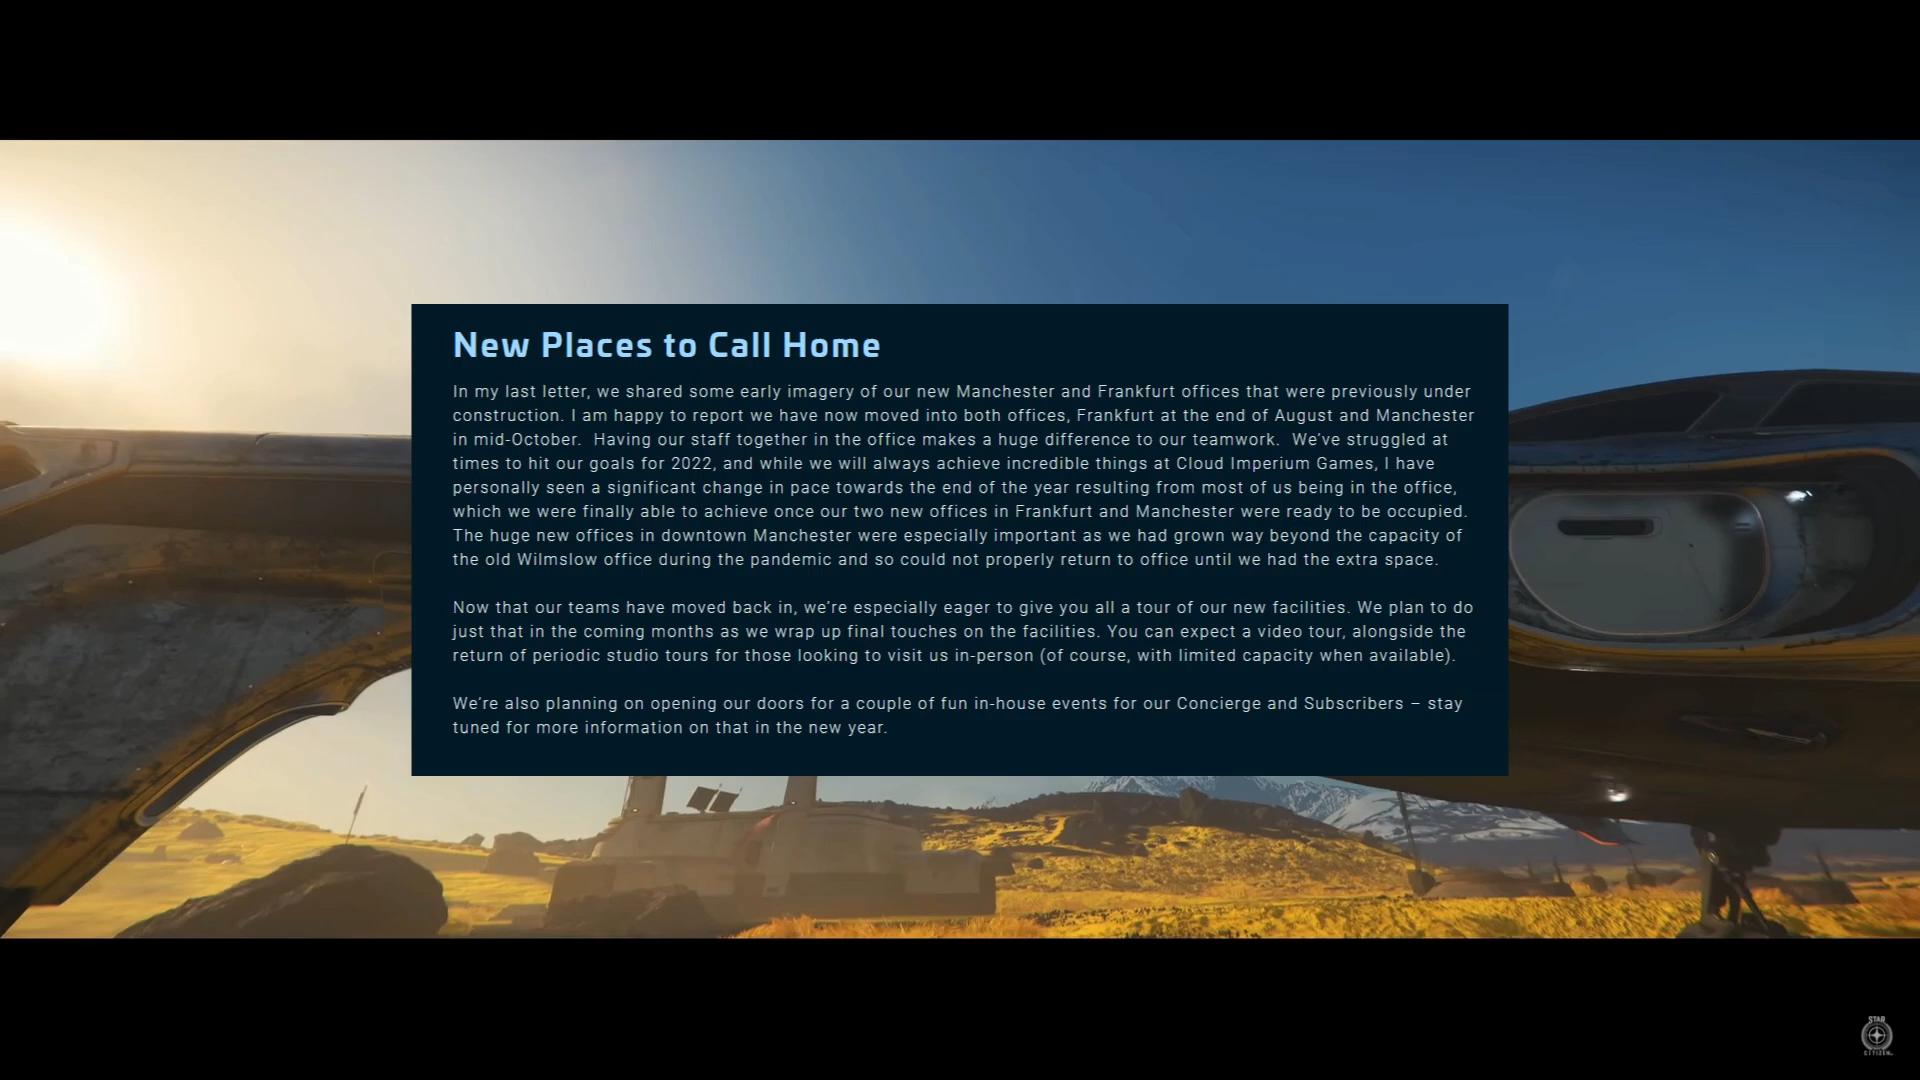 New Places to Call Home
In my last letter, we shared some early imagery of our new Manchester and Frankfurt offices that were previously under
construction. I am happy to report we have now moved into both offices, Frankfurt at the end of August and Manchester
in mid-October.  Having our staff together in the office makes a huge difference to our teamwork.  We've struggled at
times to hit our goals for 2022, and while we will always achieve incredible things at Cloud Imperium Games, I have
personally seen a significant change in pace towards the end of the year resulting from most of us being in the office,
which we were finally able to achieve once our two new offices in Frankfurt and Manchester were ready to be occupied.
The huge new offices in downtown Manchester were especially important as we had grown way beyond the capacity of
the old Wilmslow office during the pandemic and so could not properly return to office until we had the extra space.
Now that our teams have moved back in, we're especially eager to give you all a tour of our new facilities. We plan to do
just that in the coming months as we wrap up final touches on the facilities. You can expect a video tour, alongside the
return of periodic studio tours for those looking to visit us in-person (of course, with limited capacity when available).
We're also planning on opening our doors for a couple of fun in-house events for our Concierge and Subscribers – stay
tuned for more information on that in the new year.
STAR
CITIZEN